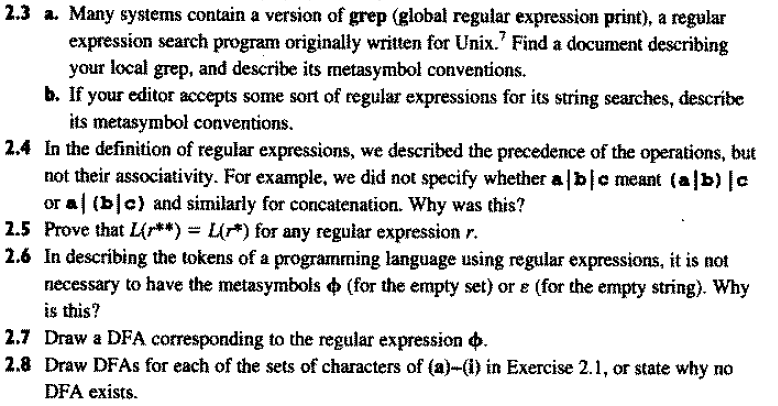 2.3 a. Many systems contain a version of grep (global regular expression print), a regular
expression search program originally written for Unix.⁷ Find a document describing
your local grep, and describe its metasymbol conventions.
b. If your editor accepts some sort of regular expressions for its string searches, describe
its metasymbol conventions.
2.4 In the definition of regular expressions, we described the precedence of the operations, but
not their associativity. For example, we did not specify whether a|b|c meant (a|b)|c
or a|(b|c) and similarly for concatenation. Why was this?
2.5 Prove that L(r**) = L(r*) for any regular expression r.
2.6 In describing the tokens of a programming language using regular expressions, it is not
necessary to have the metasymbols ϕ (for the empty set) or ε (for the empty string). Why
is this?
2.7 Draw a DFA corresponding to the regular expression ϕ.
2.8 Draw DFAs for each of the sets of characters of (a)–(i) in Exercise 2.1, or state why no
DFA exists.